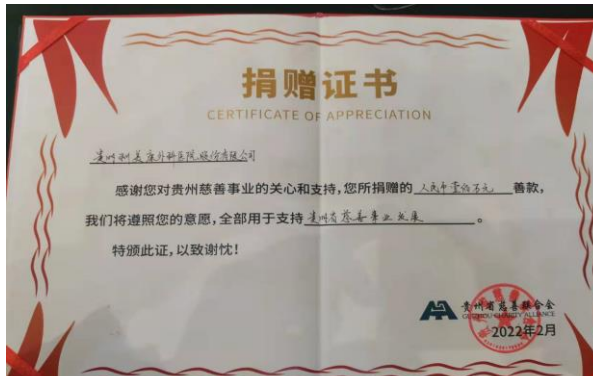 捐赠证书
CERTIFICATE OF APPRECIATION
贵州利美康外科医院股份有限公司
感谢您对贵州慈善事业的关心和支持,您所捐赠的 人民币壹佰万元 善款,
我们将遵照您的意愿,全部用于支持 贵州省慈善事业发展 。
特颁此证,以致谢忱!
贵州省慈善联合会
GUIZHOU CHARITY ALLIANCE
2022年2月